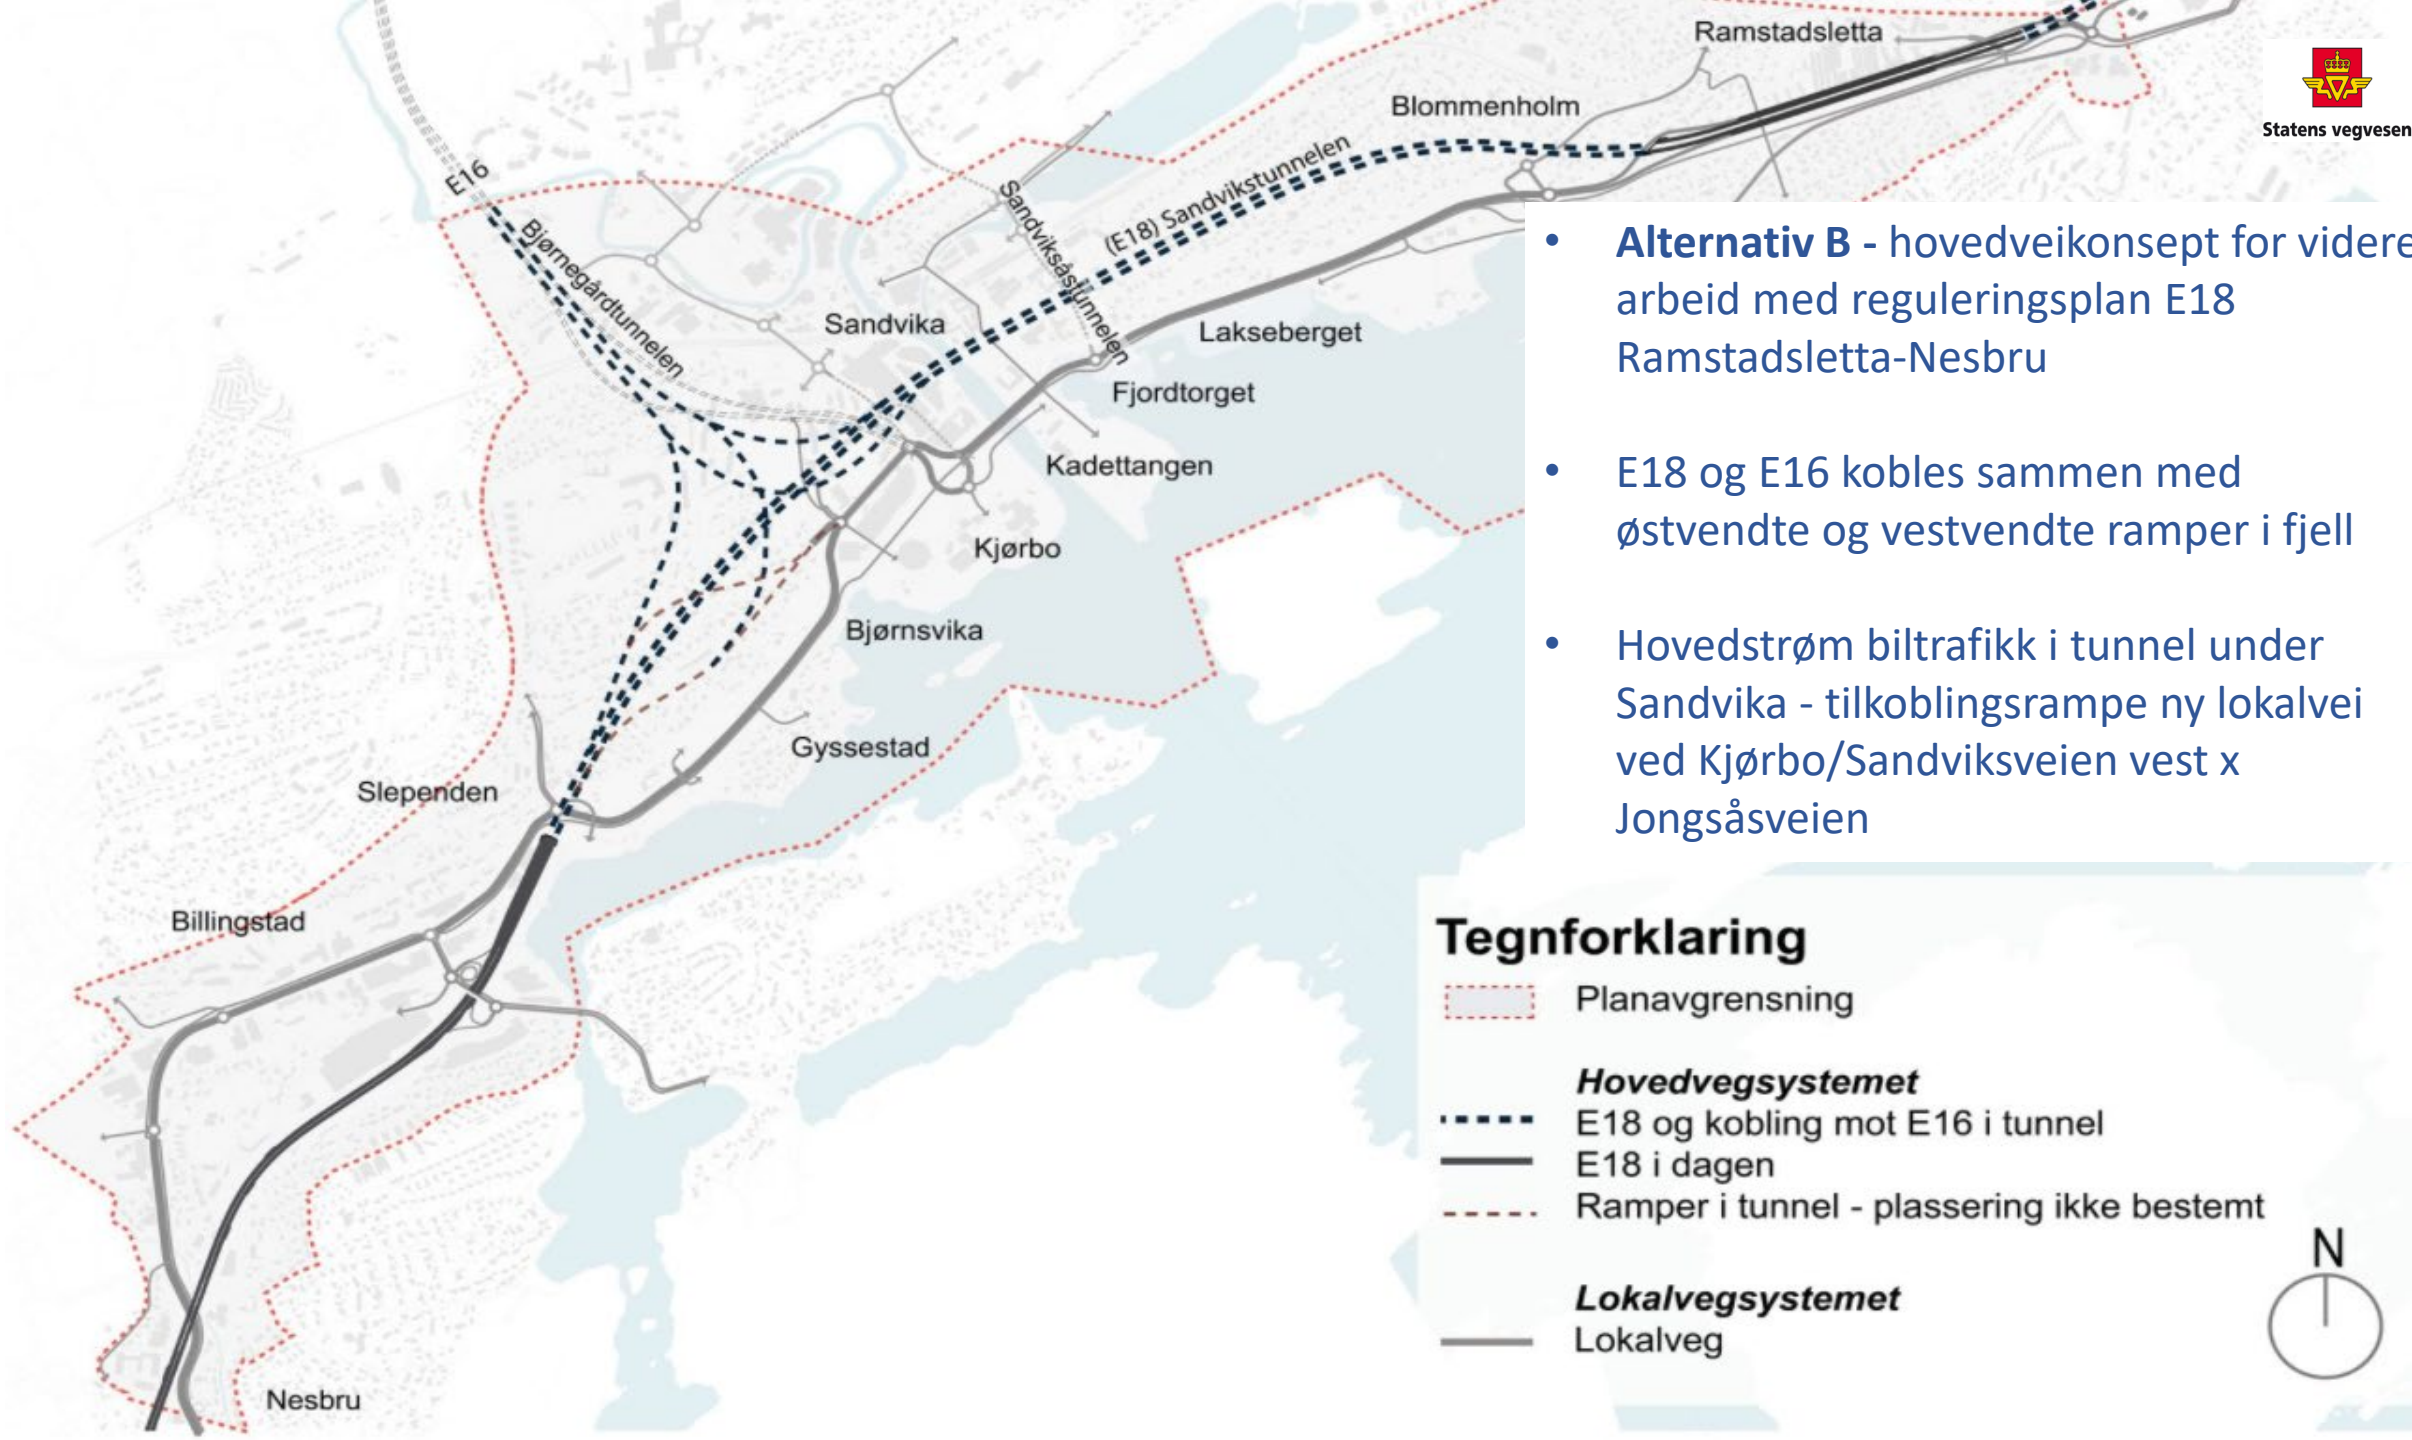 Ramstadsletta
Statens vegvesen
Blommenholm
E16
Bjørnegårdtunnelen
Sandviksåstunnelen
(E18) Sandvikstunnelen
Sandvika
Lakseberget
Fjordtorget
Kadettangen
Kjørbo
Bjørnsvika
Gyssestad
Slependen
Billingstad
Nesbru
• Alternativ B - hovedveikonsept for videre
arbeid med reguleringsplan E18
Ramstadsletta-Nesbru
• E18 og E16 kobles sammen med
østvendte og vestvendte ramper i fjell
• Hovedstrøm biltrafikk i tunnel under
Sandvika - tilkoblingsrampe ny lokalvei
ved Kjørbo/Sandviksveien vest x
Jongsåsveien
Tegnforklaring
Planavgrensning
Hovedvegsystemet
E18 og kobling mot E16 i tunnel
E18 i dagen
Ramper i tunnel - plassering ikke bestemt
Lokalvegsystemet
Lokalveg
N